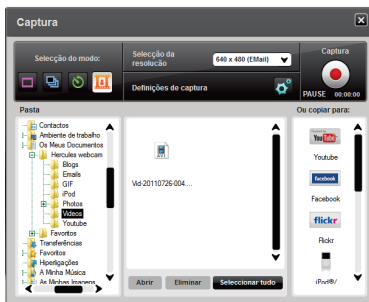 Captura
Selecção do modo:
Selecção da resolucão
640 x 480 (EMail)
Captura
Definições de captura
PAUSE 00:00:00
Pasta
Ou copiar para:
Contactos
Ambiente de trabalho
Os Meus Documentos
Hercules webcam
Blogs
Emails
GIF
iPod
Photos
Videos
Youtube
Favoritos
Transferências
Favoritos
Hiperligações
A Minha Música
As Minhas Imagens
AVI
Vid-20110726-004....
Abrir
Eliminar
Seleccionar tudo
YouTube
Youtube
facebook
Facebook
flickr
Flickr
iPod®/